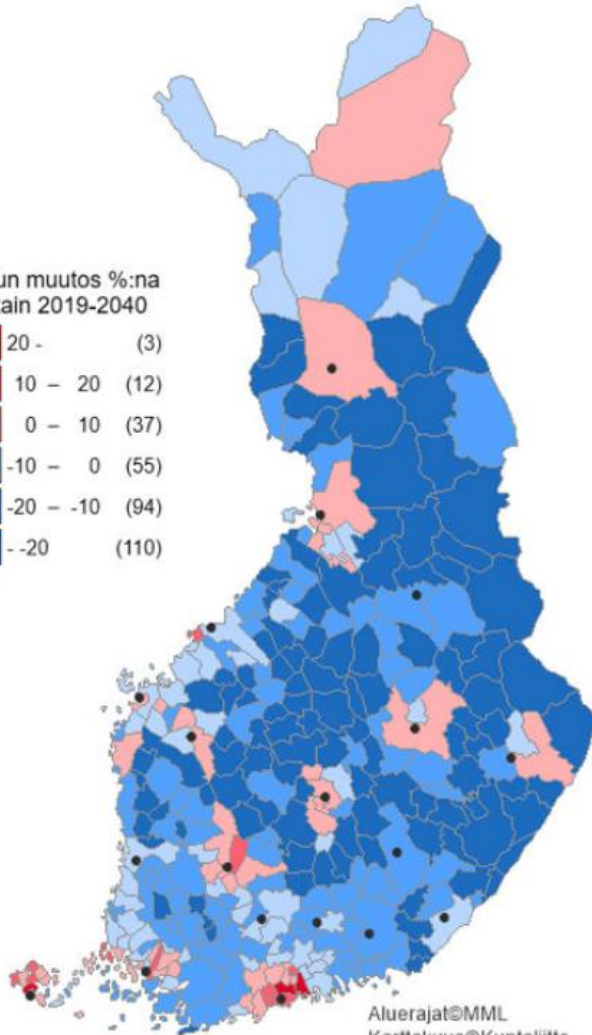 un muutos %:na
tain 2019-2040
20 - (3)
10 – 20 (12)
0 – 10 (37)
-10 – 0 (55)
-20 – -10 (94)
- -20 (110)
Aluerajat©MML